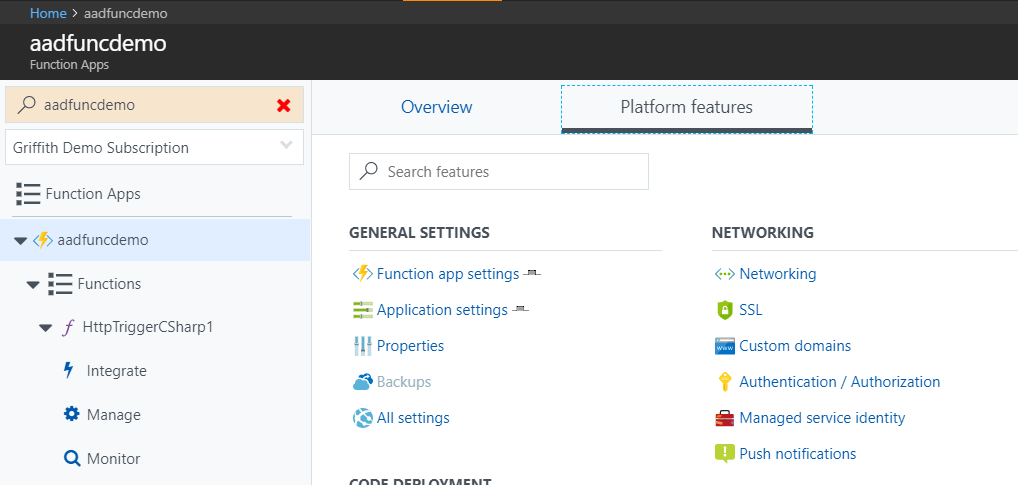 Home > aadfuncdemo
aadfuncdemo
Function Apps
aadfuncdemo
Griffith Demo Subscription
Function Apps
aadfuncdemo
Functions
HttpTriggerCSharp1
Integrate
Manage
Monitor
Overview
Platform features
Search features
GENERAL SETTINGS
Function app settings
Application settings
Properties
Backups
All settings
CODE DEPLOYMENT
NETWORKING
Networking
SSL
www
Custom domains
Authentication / Authorization
Managed service identity
Push notifications